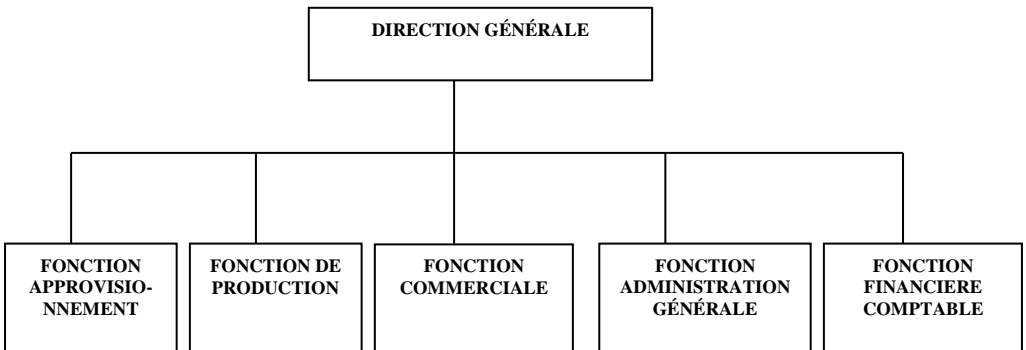 DIRECTION GÉNÉRALE
FONCTION
APPROVISIO-
NNEMENT
FONCTION DE
PRODUCTION
FONCTION
COMMERCIALE
FONCTION
ADMINISTRATION
GÉNÉRALE
FONCTION
FINANCIERE
COMPTABLE